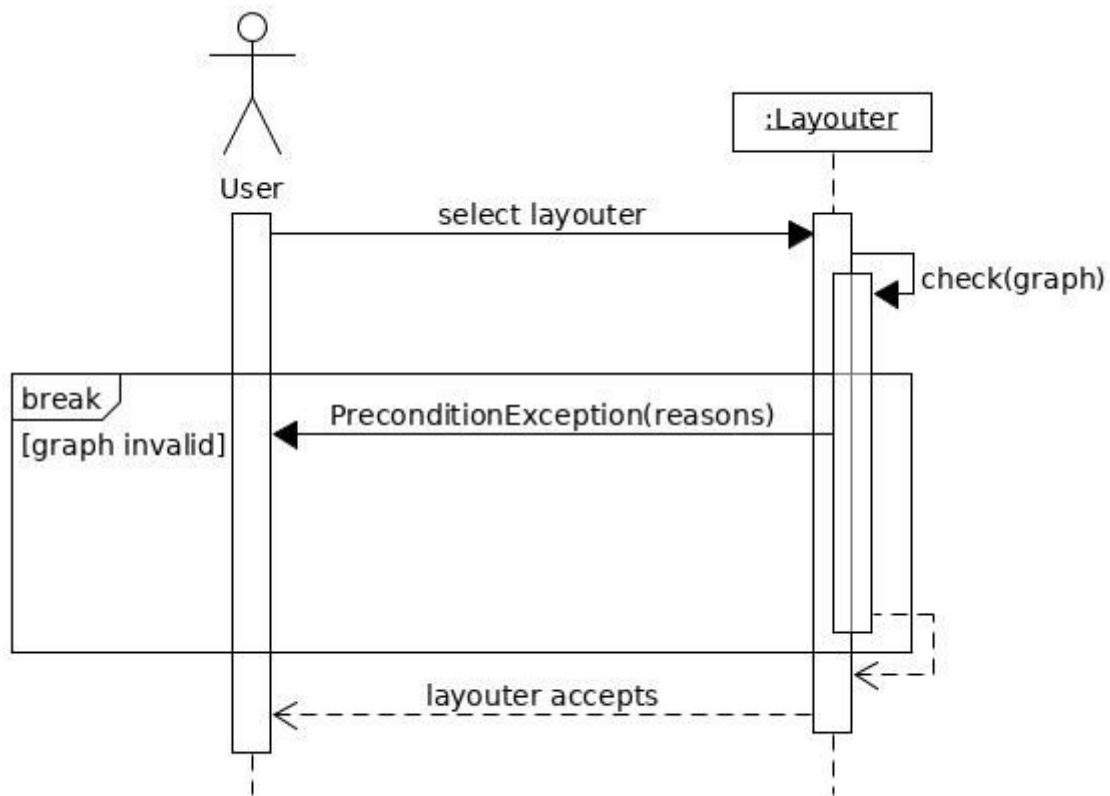 :Layouter
User
select layouter
check(graph)
break
PreconditionException(reasons)
[graph invalid]
layouter accepts